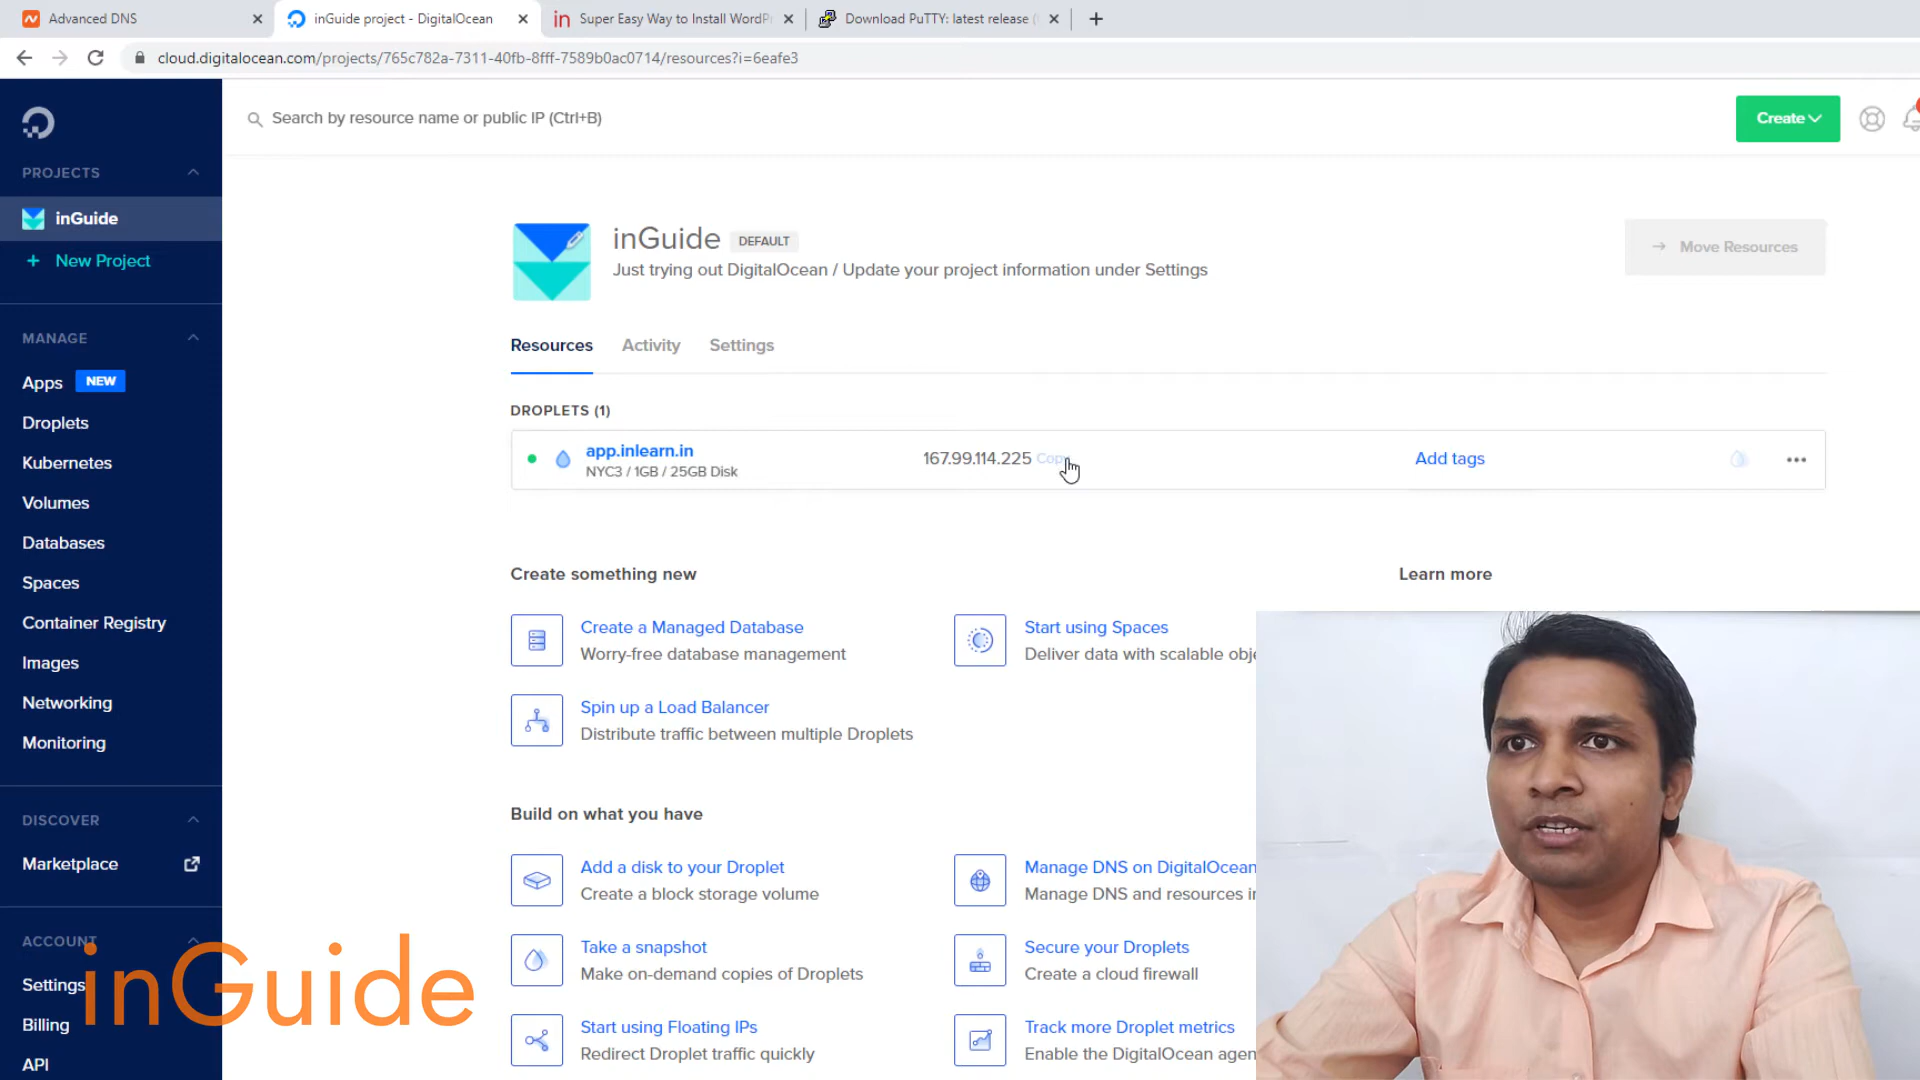 Advanced DNS
inGuide project - DigitalOcean
Super Easy Way to Install WordPr
Download PuTTY: latest release (
cloud.digitalocean.com/projects/765c782a-7311-40fb-8fff-7589b0ac0714/resources?i=6eafe3
Search by resource name or public IP (Ctrl+B)
Create
PROJECTS
inGuide
+ New Project
MANAGE
Apps NEW
Droplets
Kubernetes
Volumes
Databases
Spaces
Container Registry
Images
Networking
Monitoring
DISCOVER
Marketplace
ACCOUNT
Settings
Billing
API
inGuide
inGuide DEFAULT
Just trying out DigitalOcean / Update your project information under Settings
→ Move Resources
Resources Activity Settings
DROPLETS (1)
app.inlearn.in
NYC3 / 1GB / 25GB Disk
167.99.114.225 Copy
Add tags
Create something new
Create a Managed Database
Worry-free database management
Start using Spaces
Deliver data with scalable obje
Spin up a Load Balancer
Distribute traffic between multiple Droplets
Learn more
Build on what you have
Add a disk to your Droplet
Create a block storage volume
Manage DNS on DigitalOcean
Manage DNS and resources i
Take a snapshot
Make on-demand copies of Droplets
Secure your Droplets
Create a cloud firewall
Start using Floating IPs
Redirect Droplet traffic quickly
Track more Droplet metrics
Enable the DigitalOcean agen